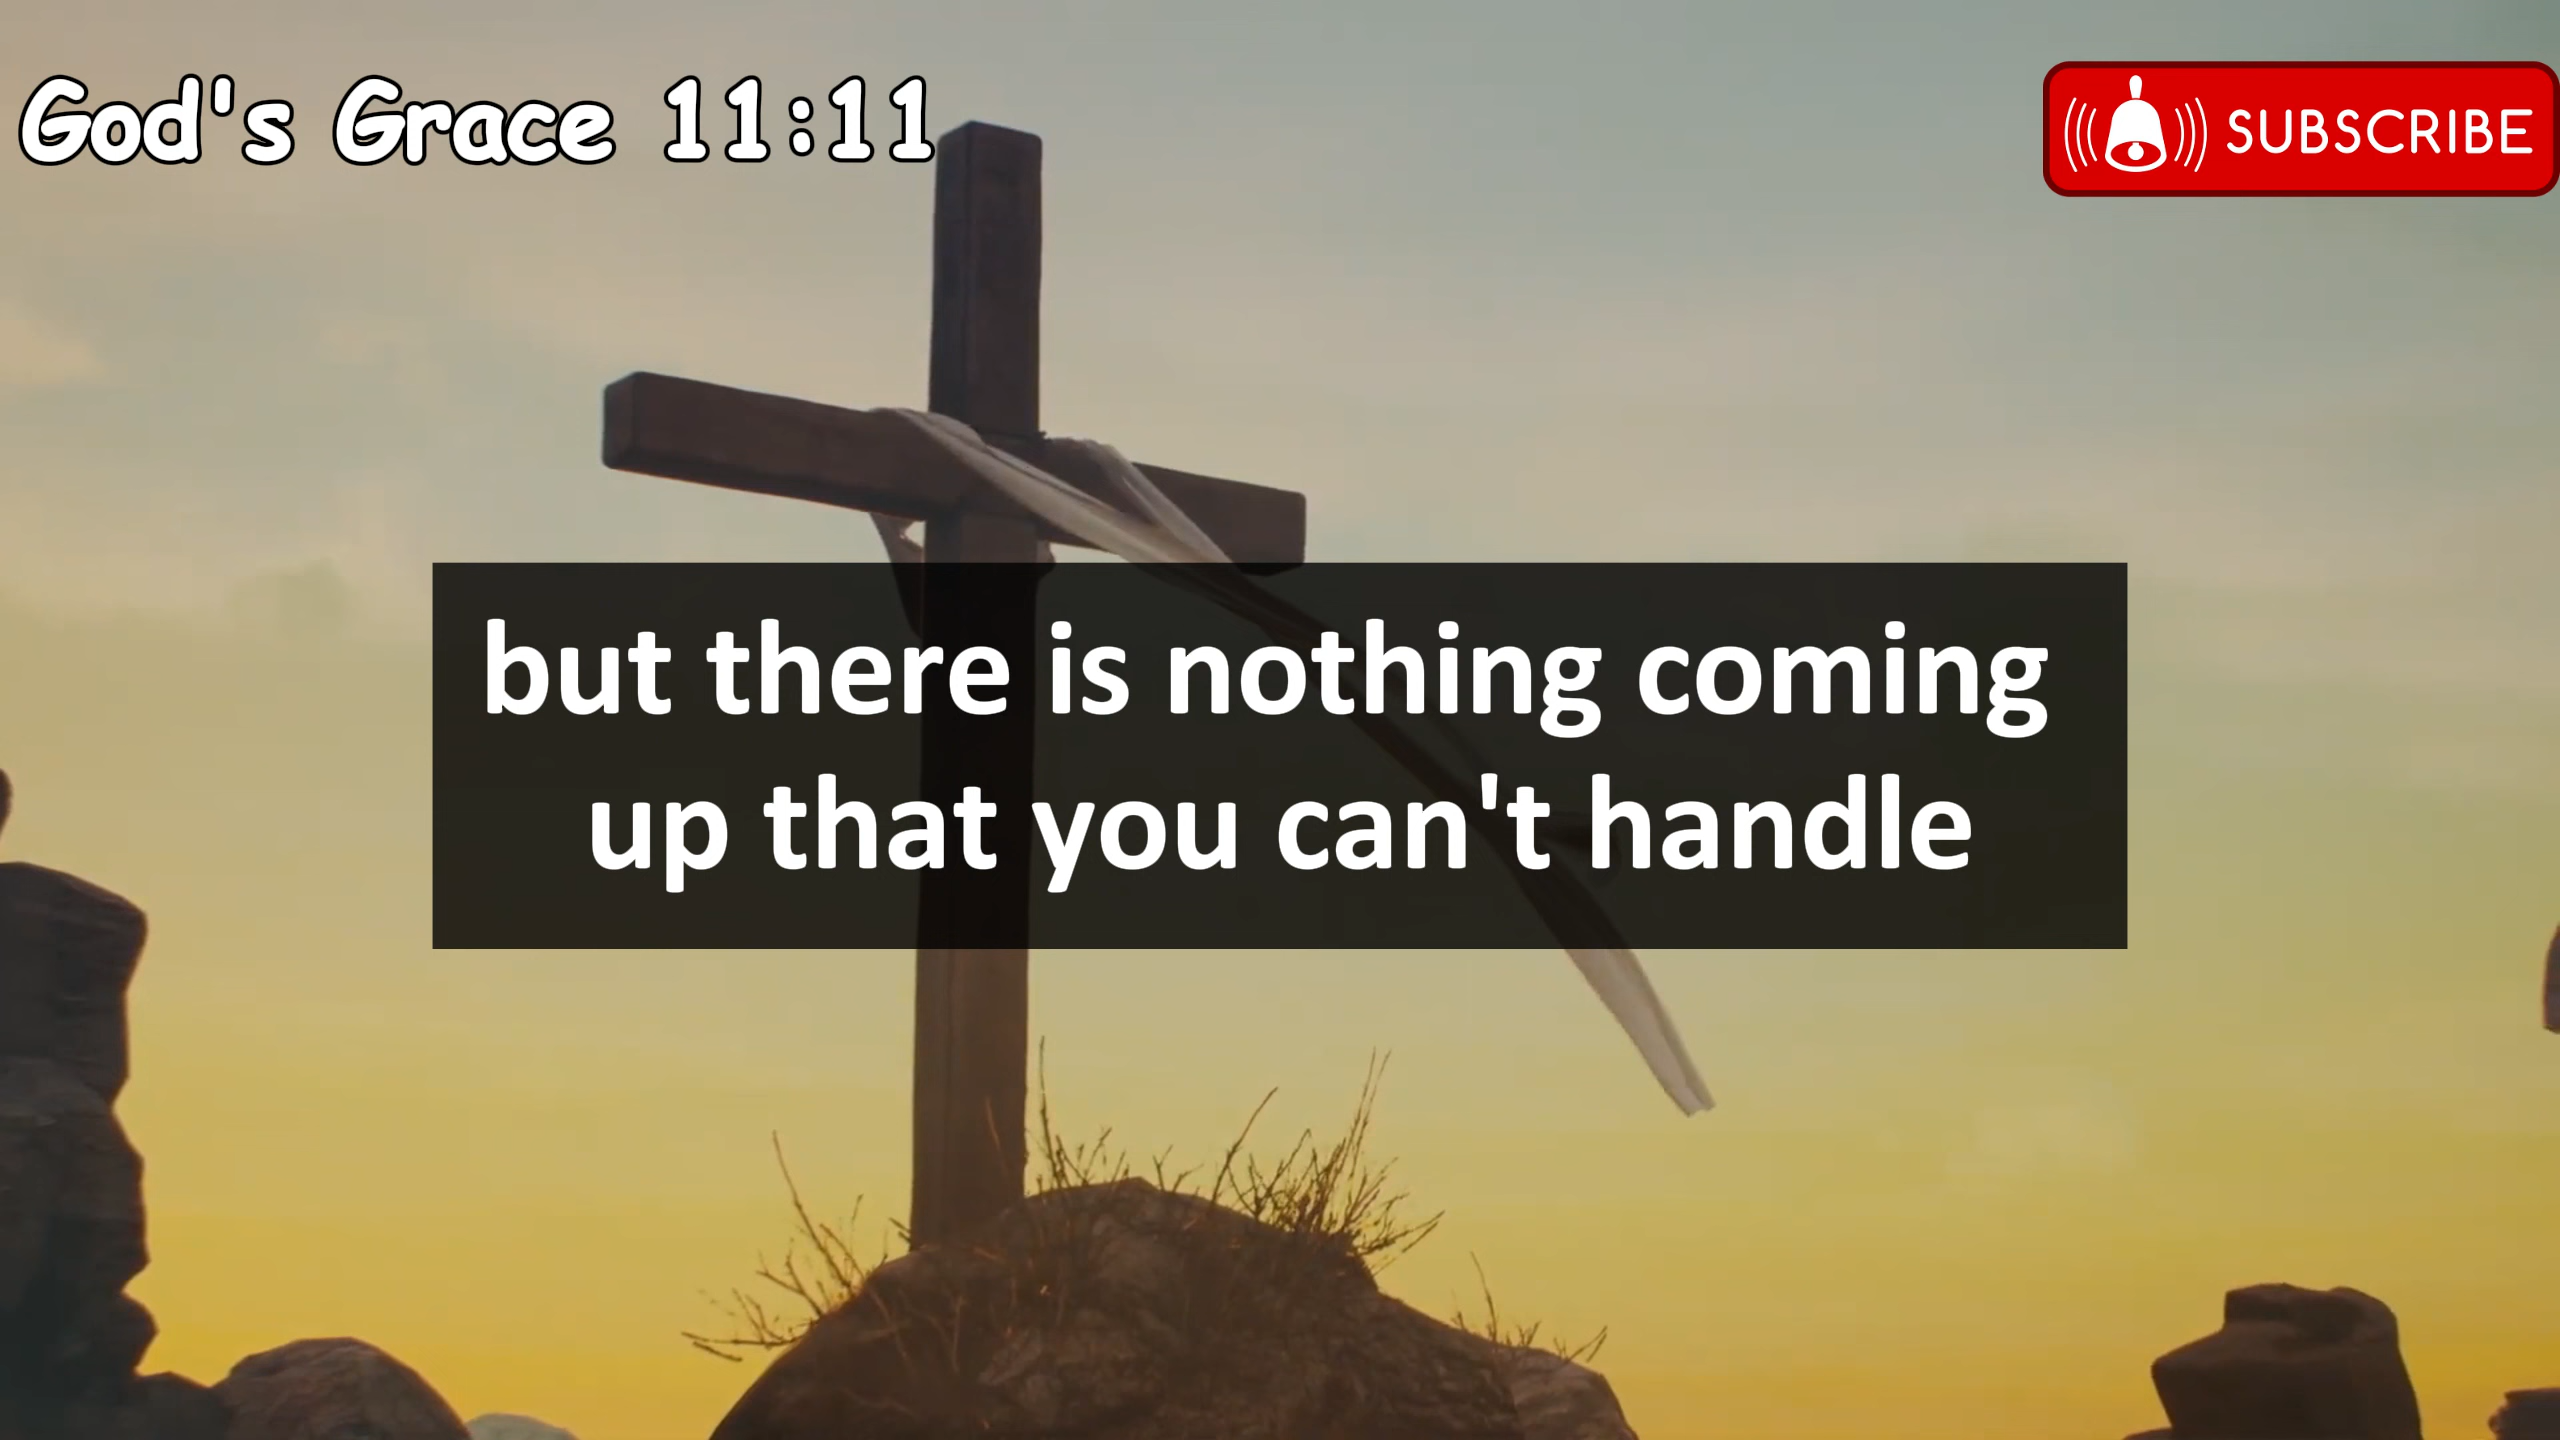 God's Grace 11:11
SUBSCRIBE
but there is nothing coming
up that you can't handle